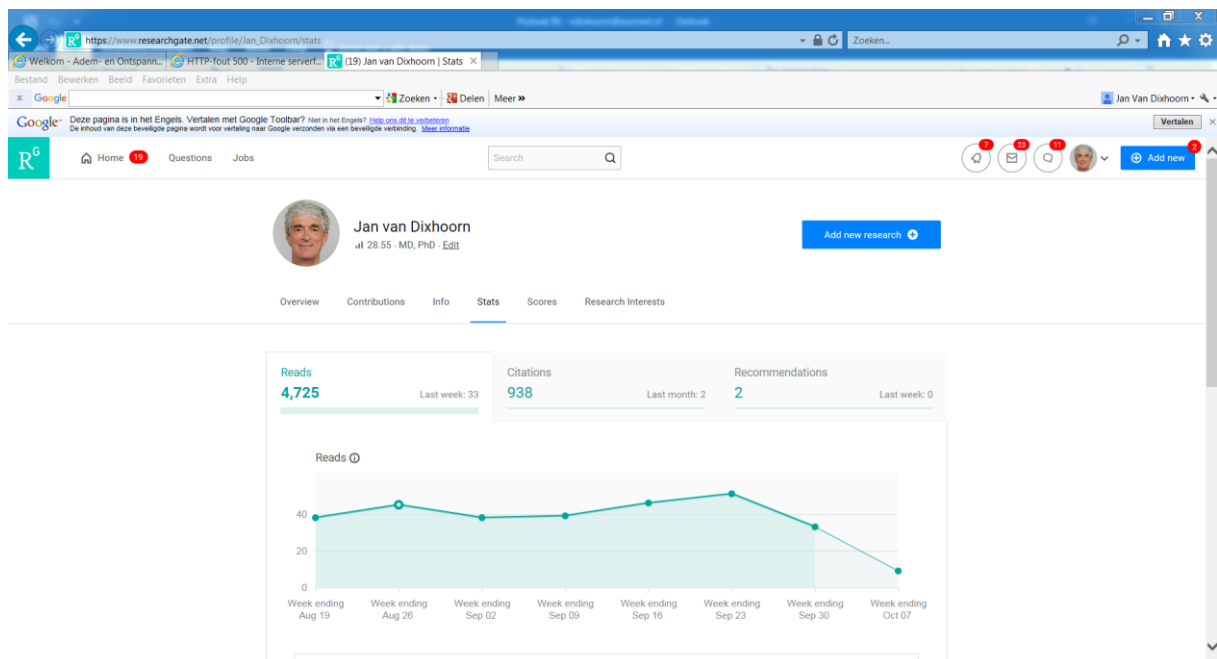 https://www.researchgate.net/profile/Jan_Dixhoorn/stats
Zoeken...
Welkom - Adem- en Ontspann...
HTTP-fout 500 - Interne serverf...
(19) Jan van Dixhoorn | Stats
Bestand Bewerken Beeld Favorieten Extra Help
x Google Zoeken Delen Meer » Jan Van Dixhoorn
Google Deze pagina is in het Engels. Vertalen met Google Toolbar? Niet in het Engels? Help ons dit te verbeteren Vertalen
De inhoud van deze beveiligde pagina wordt voor vertaling naar Google verzonden via een beveiligde verbinding. Meer informatie
RG Home 19 Questions Jobs Search 7 23 11 Add new 2
Jan van Dixhoorn
28.55 · MD, PhD · Edit
Add new research
Overview Contributions Info Stats Scores Research Interests
Reads Citations Recommendations
4,725 Last week: 33 938 Last month: 2 2 Last week: 0
Reads
40
20
0
Week ending Week ending Week ending Week ending Week ending Week ending Week ending Week ending
Aug 19 Aug 26 Sep 02 Sep 09 Sep 16 Sep 23 Sep 30 Oct 07